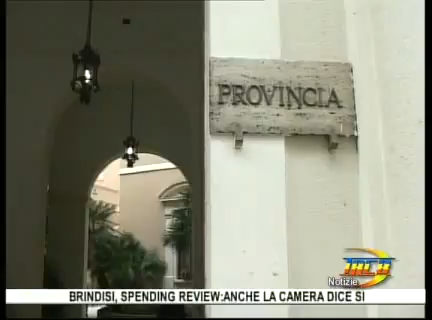 PROVINCIA
Notizie
BRINDISI, SPENDING REVIEW:ANCHE LA CAMERA DICE SI